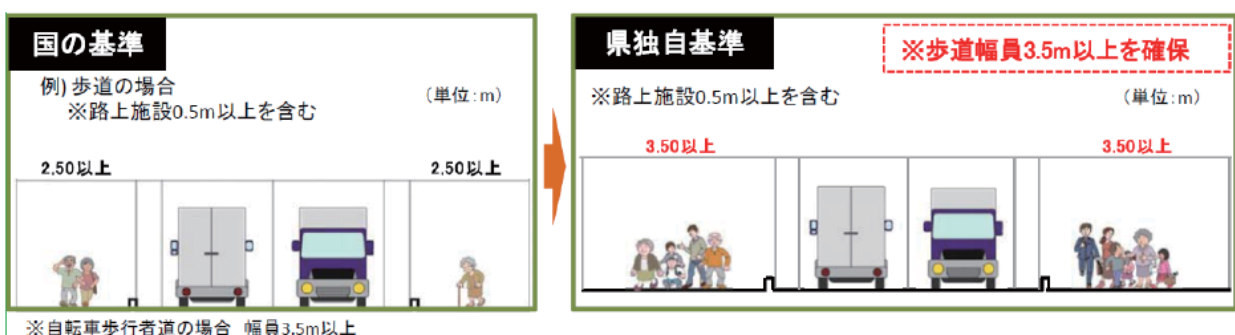 国の基準
例) 歩道の場合
※路上施設0.5m以上を含む
(単位:m)
2.50以上
2.50以上
※自転車歩行者道の場合 幅員3.5m以上
県独自基準
※歩道幅員3.5m以上を確保
※路上施設0.5m以上を含む
(単位:m)
3.50以上
3.50以上